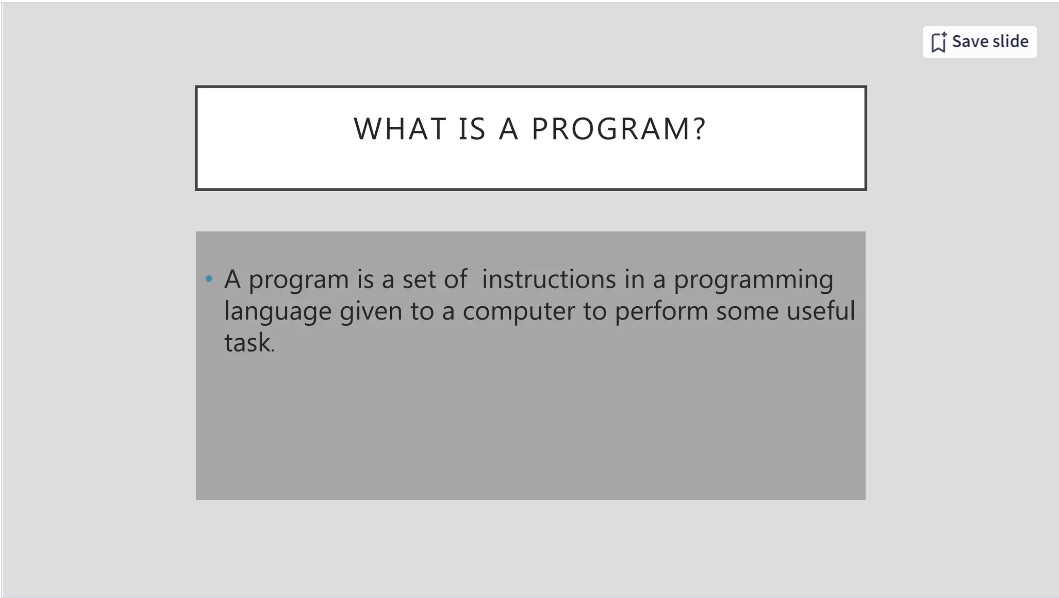 Save slide
WHAT IS A PROGRAM?
• A program is a set of  instructions in a programming
language given to a computer to perform some useful
task.